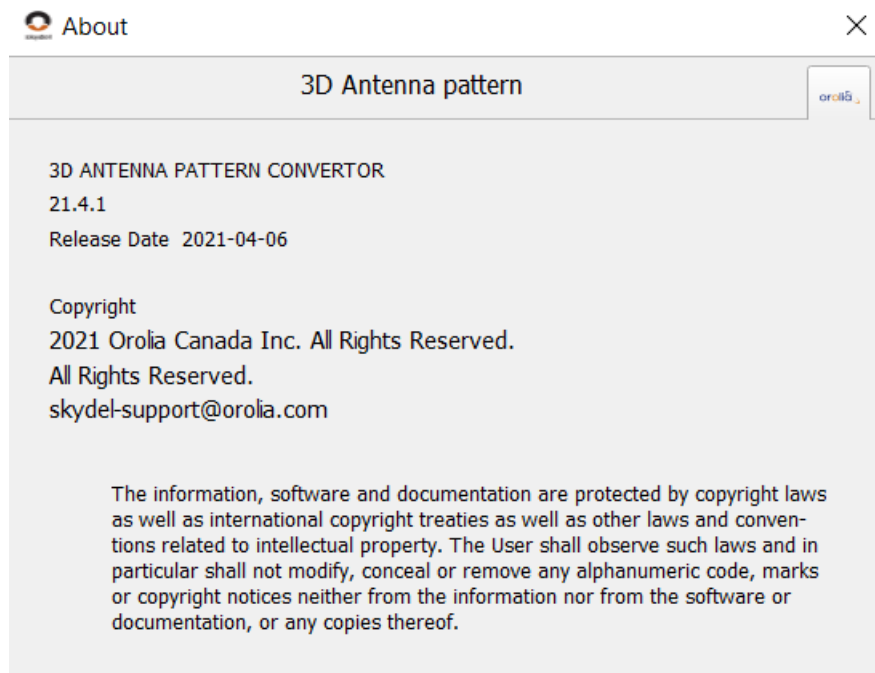 skydel
About
3D Antenna pattern
orolia
3D ANTENNA PATTERN CONVERTOR
21.4.1
Release Date 2021-04-06
Copyright
2021 Orolia Canada Inc. All Rights Reserved.
All Rights Reserved.
skydel-support@orolia.com
The information, software and documentation are protected by copyright laws
as well as international copyright treaties as well as other laws and conven-
tions related to intellectual property. The User shall observe such laws and in
particular shall not modify, conceal or remove any alphanumeric code, marks
or copyright notices neither from the information nor from the software or
documentation, or any copies thereof.